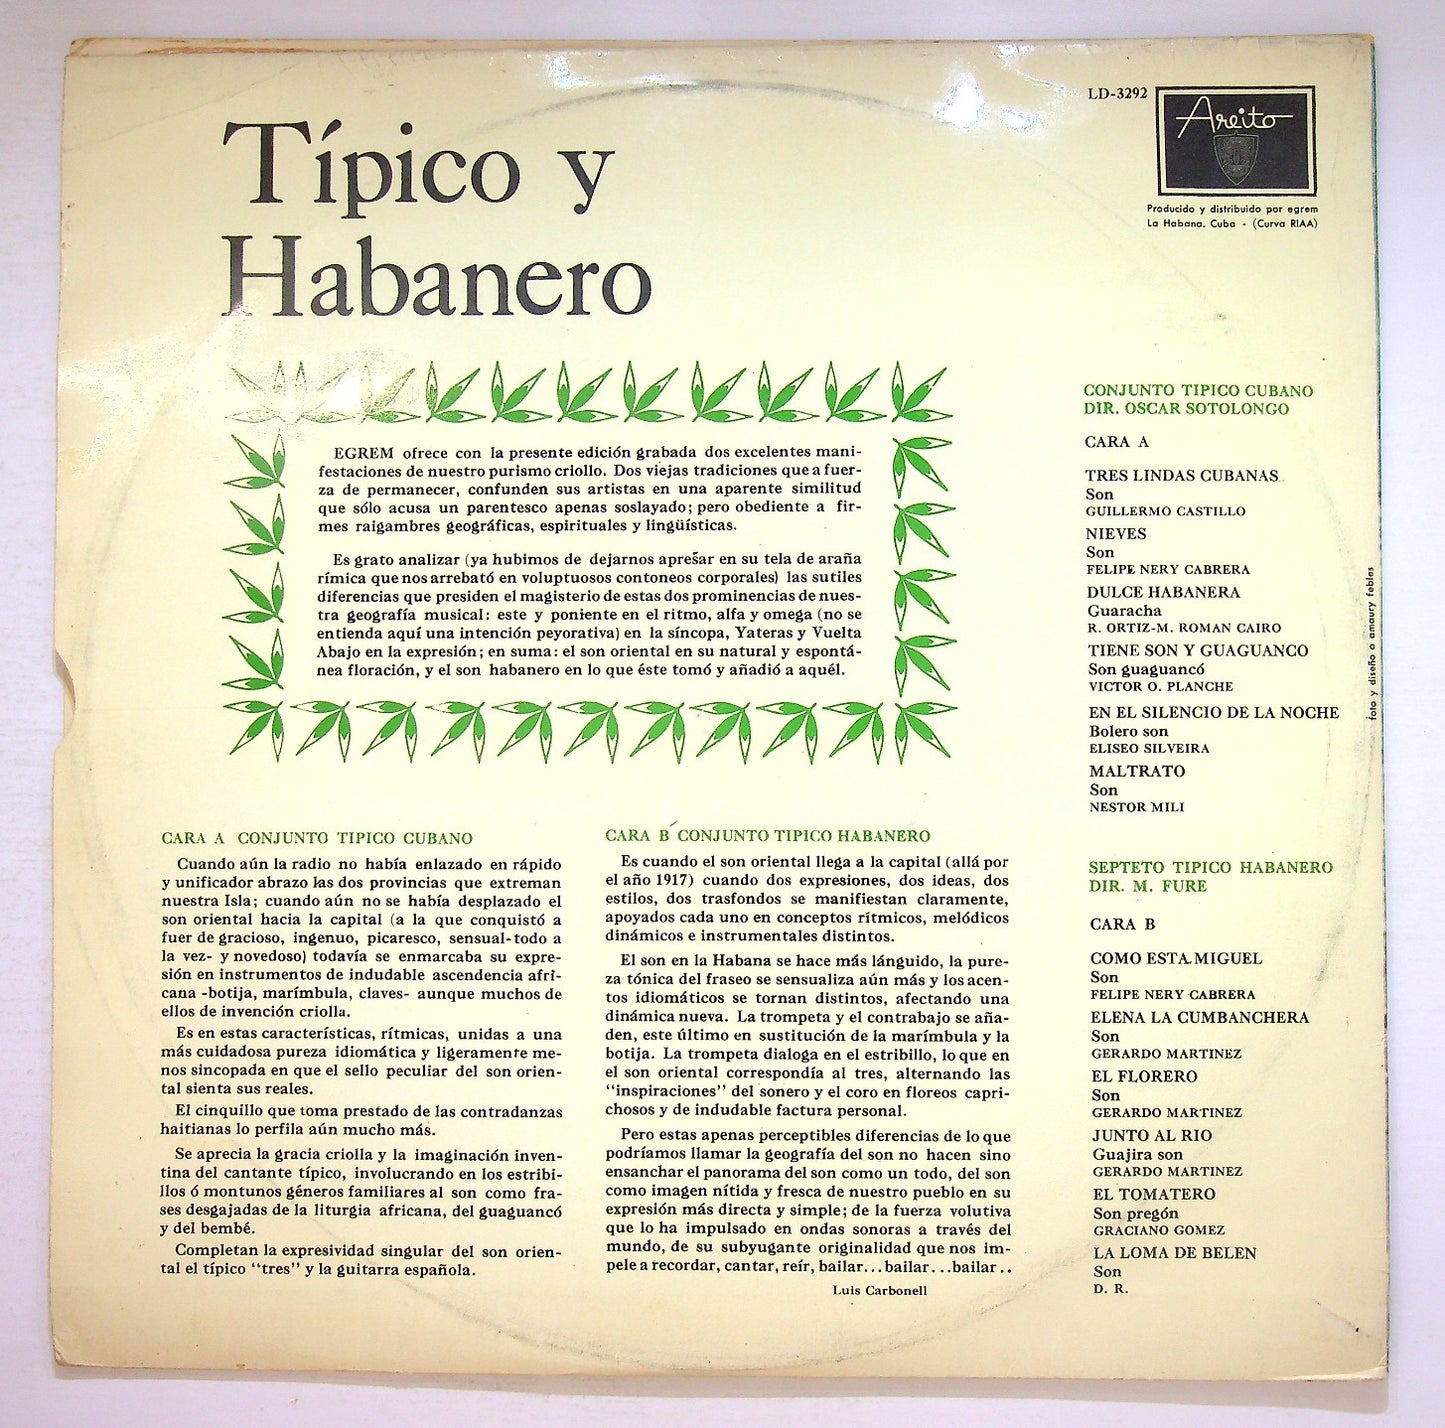 Típico y
Habanero
LD-3292
Areito
Producido y distribuido por egrem
La Habana. Cuba - (Curva RIAA)
EGREM ofrece con la presente edición grabada dos excelentes mani-
festaciones de nuestro purismo criollo. Dos viejas tradiciones que a fuer-
za de permanecer, confunden sus artistas en una aparente similitud
que sólo acusa un parentesco apenas soslayado; pero obediente a fir-
mes raigambres geográficas, espirituales y lingüísticas.
Es grato analizar (ya hubimos de dejarnos apresar en su tela de araña
rímica que nos arrebató en voluptuosos contoneos corporales) las sutiles
diferencias que presiden el magisterio de estas dos prominencias de nues-
tra geografía musical: este y poniente en el ritmo, alfa y omega (no se
entienda aquí una intención peyorativa) en la síncopa, Yateras y Vuelta
Abajo en la expresión; en suma: el son oriental en su natural y espontá-
nea floración, y el son habanero en lo que éste tomó y añadió a aquél.
CARA A CONJUNTO TIPICO CUBANO
Cuando aún la radio no había enlazado en rápido
y unificador abrazo las dos provincias que extreman
nuestra Isla; cuando aún no se había desplazado el
son oriental hacia la capital (a la que conquistó a
fuer de gracioso, ingenuo, picaresco, sensual-todo a
la vez- y novedoso) todavía se enmarcaba su expre-
sión en instrumentos de indudable ascendencia afri-
cana -botija, marímbula, claves- aunque muchos de
ellos de invención criolla.
Es en estas características, rítmicas, unidas a una
más cuidadosa pureza idiomática y ligeramente me-
nos sincopada en que el sello peculiar del son orien-
tal sienta sus reales.
El cinquillo que toma prestado de las contradanzas
haitianas lo perfila aún mucho más.
Se aprecia la gracia criolla y la imaginación inven-
tina del cantante típico, involucrando en los estribi-
llos ó montunos géneros familiares al son como fra-
ses desgajadas de la liturgia africana, del guaguancó
y del bembé.
Completan la expresividad singular del son orien-
tal el típico "tres" y la guitarra española.
CARA B CONJUNTO TIPICO HABANERO
Es cuando el son oriental llega a la capital (allá por
el año 1917) cuando dos expresiones, dos ideas, dos
estilos, dos trasfondos se manifiestan claramente,
apoyados cada uno en conceptos rítmicos, melódicos
dinámicos e instrumentales distintos.
El son en la Habana se hace más lánguido, la pure-
za tónica del fraseo se sensualiza aún más y los acen-
tos idiomáticos se tornan distintos, afectando una
dinámica nueva. La trompeta y el contrabajo se aña-
den, este último en sustitución de la marímbula y la
botija. La trompeta dialoga en el estribillo, lo que en
el son oriental correspondía al tres, alternando las
"inspiraciones" del sonero y el coro en floreos capri-
chosos y de indudable factura personal.
Pero estas apenas perceptibles diferencias de lo que
podríamos llamar la geografía del son no hacen sino
ensanchar el panorama del son como un todo, del son
como imagen nítida y fresca de nuestro pueblo en su
expresión más directa y simple; de la fuerza volutiva
que lo ha impulsado en ondas sonoras a través del
mundo, de su subyugante originalidad que nos im-
pele a recordar, cantar, reír, bailar...bailar...bailar..
Luis Carbonell
CONJUNTO TIPICO CUBANO
DIR. OSCAR SOTOLONGO
CARA A
TRES LINDAS CUBANAS
Son
GUILLERMO CASTILLO
NIEVES
Son
FELIPE NERY CABRERA
DULCE HABANERA
Guaracha
R. ORTIZ-M. ROMAN CAIRO
TIENE SON Y GUAGUANCO
Son guaguancó
VICTOR O. PLANCHE
EN EL SILENCIO DE LA NOCHE
Bolero son
ELISEO SILVEIRA
MALTRATO
Son
NESTOR MILI
SEPTETO TIPICO HABANERO
DIR. M. FURE
CARA B
COMO ESTA MIGUEL
Son
FELIPE NERY CABRERA
ELENA LA CUMBANCHERA
Son
GERARDO MARTINEZ
EL FLORERO
Son
GERARDO MARTINEZ
JUNTO AL RIO
Guajira son
GERARDO MARTINEZ
EL TOMATERO
Son pregón
GRACIANO GOMEZ
LA LOMA DE BELEN
Son
D. R.
foto y diseño o amaury febles